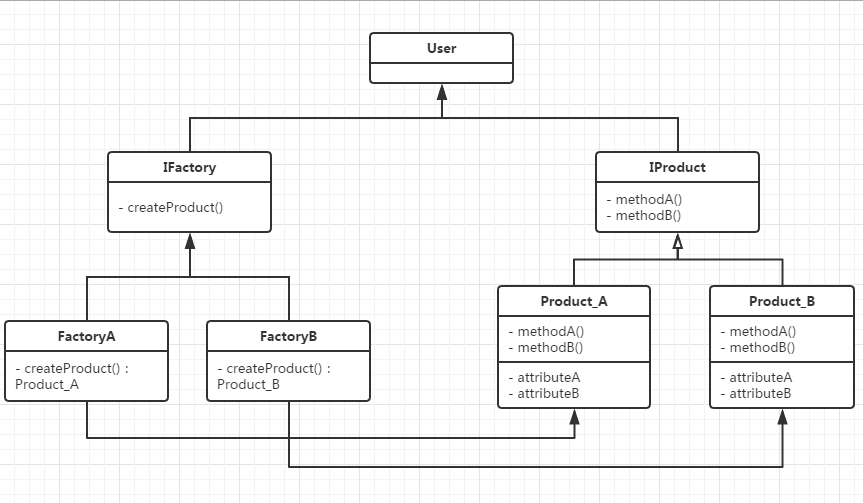 User
IFactory
- createProduct()
IProduct
- methodA()
- methodB()
FactoryA
- createProduct() :
Product_A
FactoryB
- createProduct() :
Product_B
Product_A
- methodA()
- methodB()
- attributeA
- attributeB
Product_B
- methodA()
- methodB()
- attributeA
- attributeB